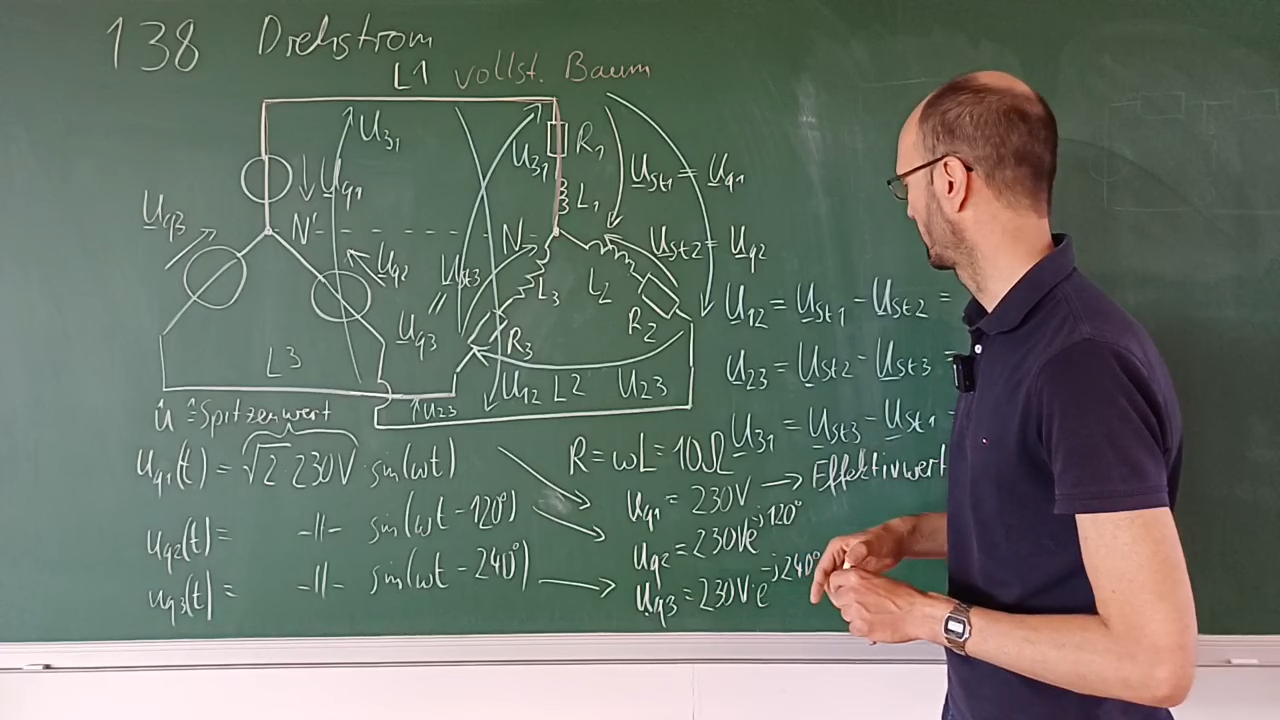 138 Drehstrom
L1 vollst. Baum
U31
R1
U31
L1
Ust1 = Uq1
Uq1
Uq3
N'
N
Ust2 = Uq2
Uq2
Ust3
=
Uq3
L3
L2
R2
R3
U12 = Ust1 - Ust2 =
U23 = Ust2 - Ust3 =
U31 = Ust3 - Ust1 =
L3
U12
L2
U23
U23
û ≙ Spitzenwert
uq1(t) = √2·230V · sin(ωt)
uq2(t) = -||- sin(ωt - 120°)
uq3(t) = -||- sin(ωt - 240°)
R = ωL = 10Ω
Uq1 = 230V → Effektivwert
Uq2 = 230Ve^-j120°
Uq3 = 230V·e^-j240°